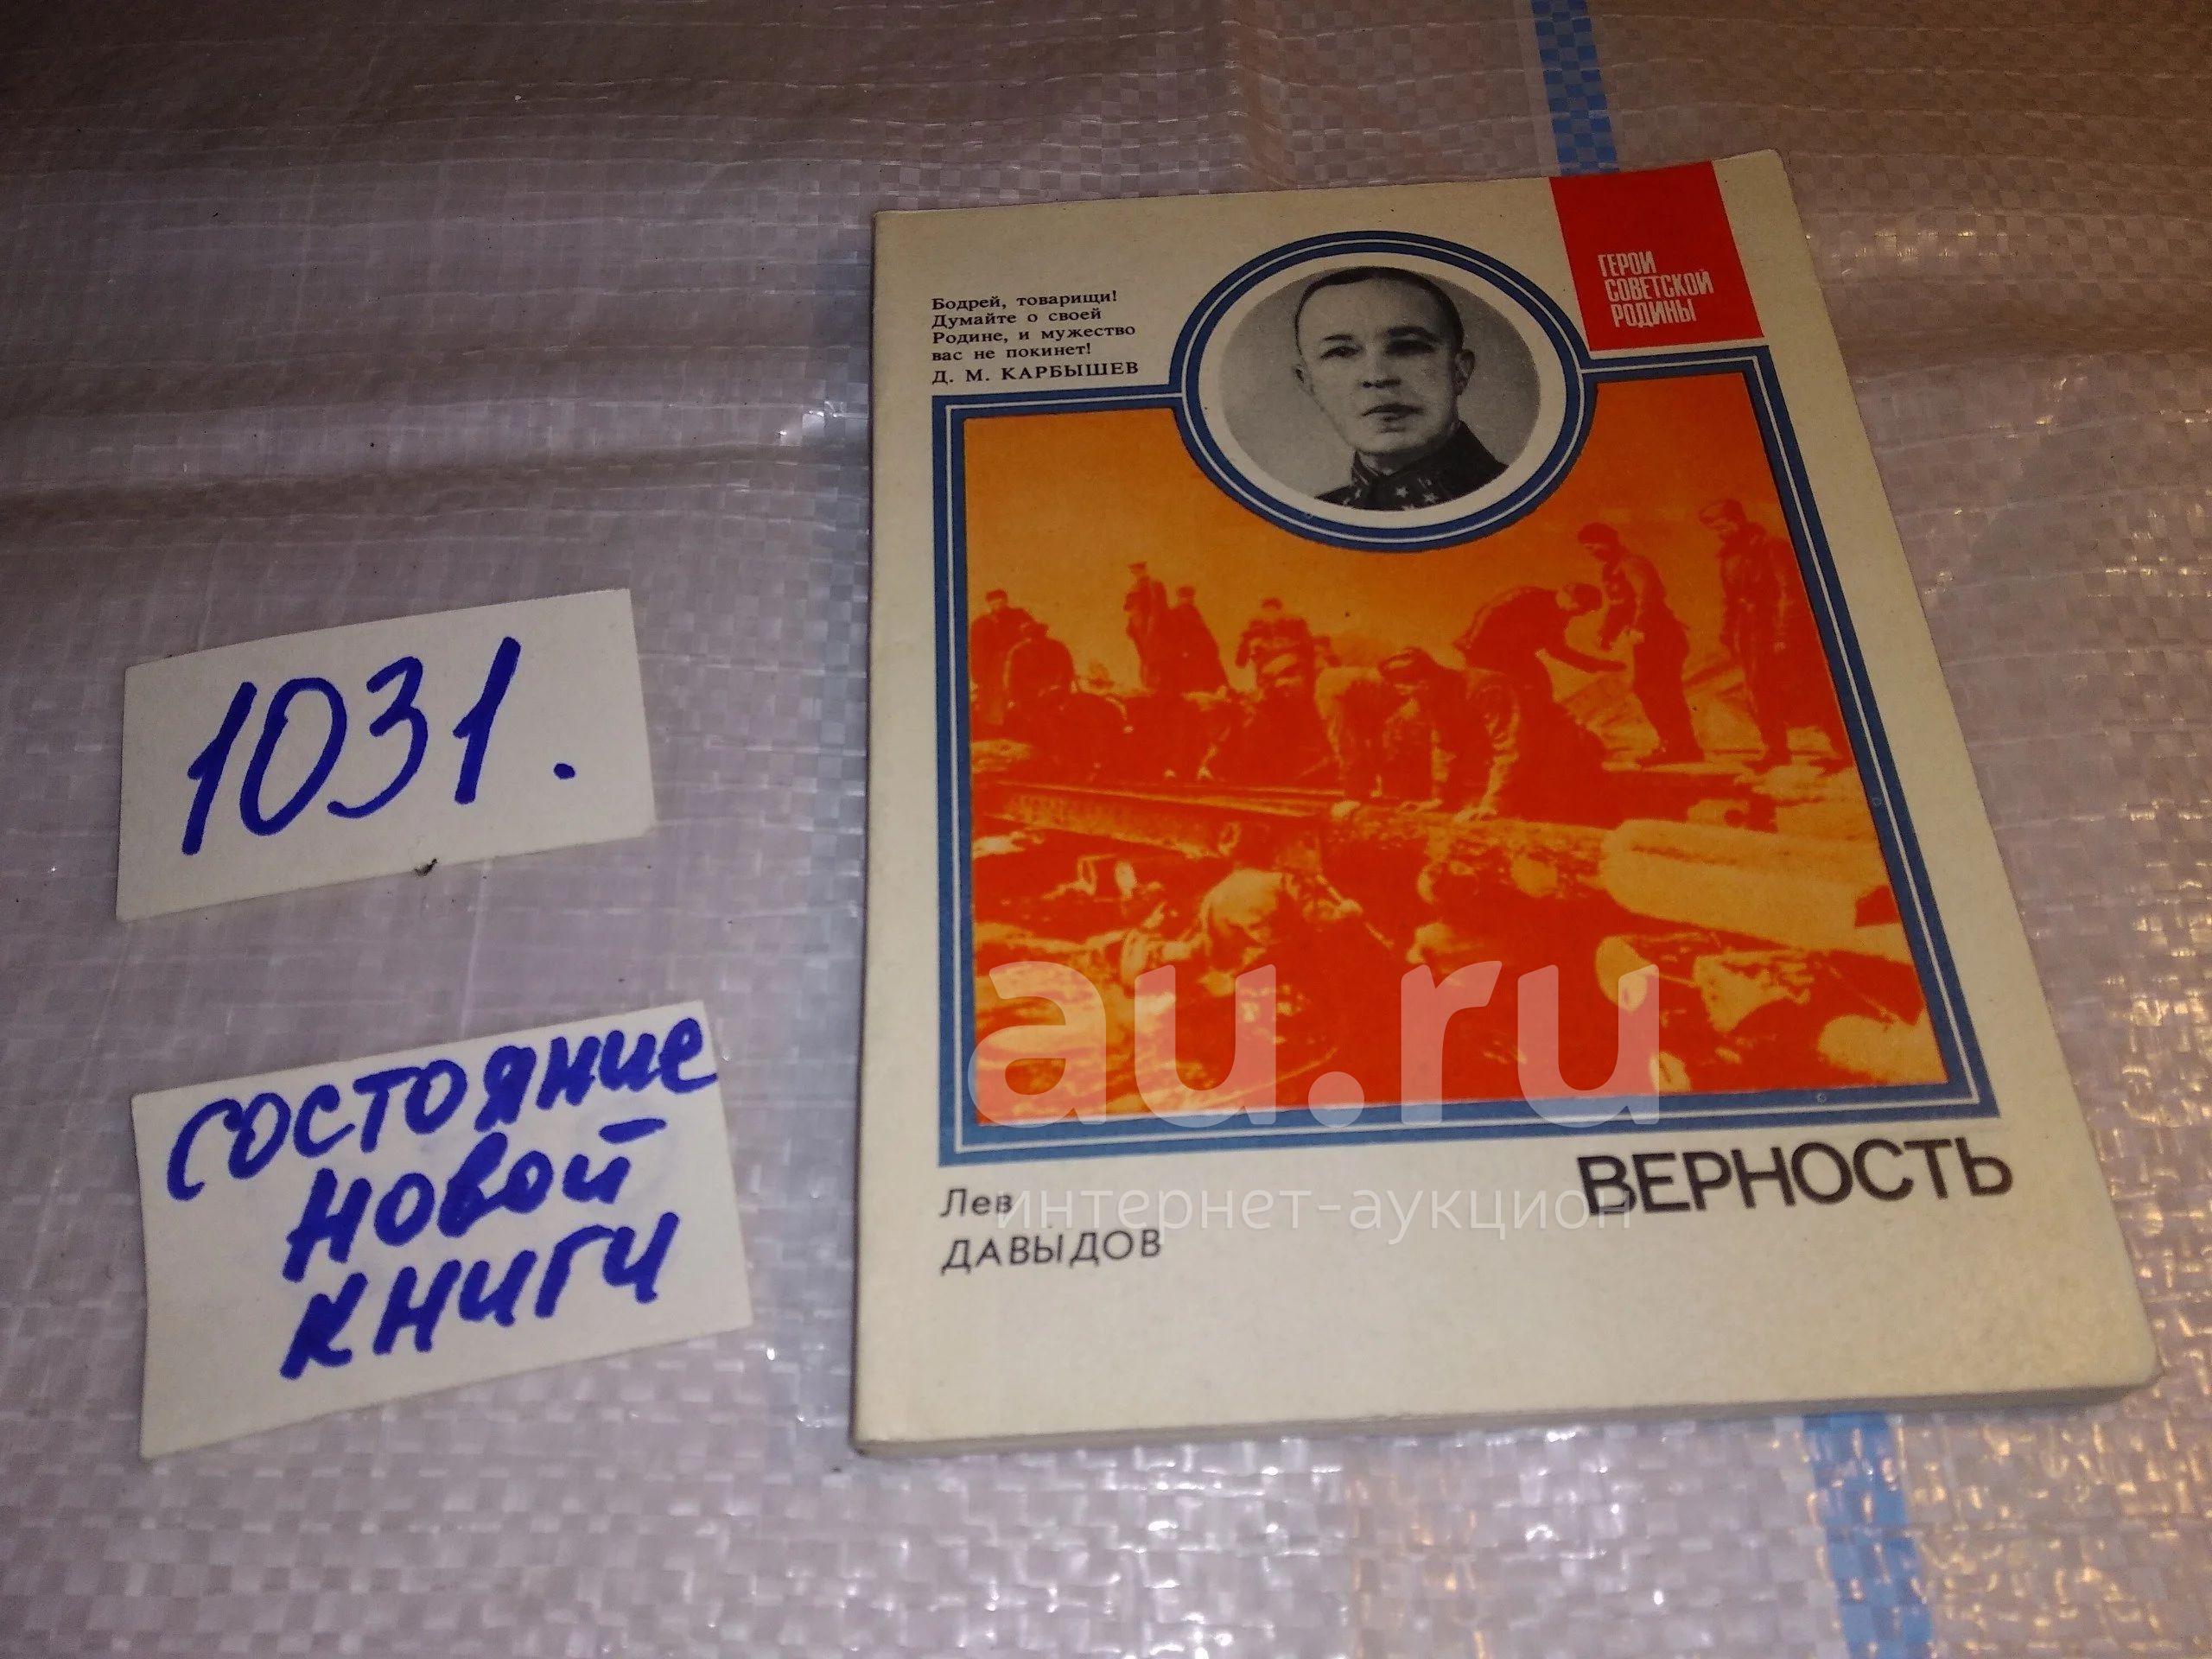 1031.
состояние
новой
книги
Бодрей, товарищи!
Думайте о своей
Родине, и мужество
вас не покинет!
Д. М. КАРБЫШЕВ
ГЕРОИ
СОВЕТСКОЙ
РОДИНЫ
au.ru
интернет-аукцион
Лев
ДАВЫДОВ
ВЕРНОСТЬ